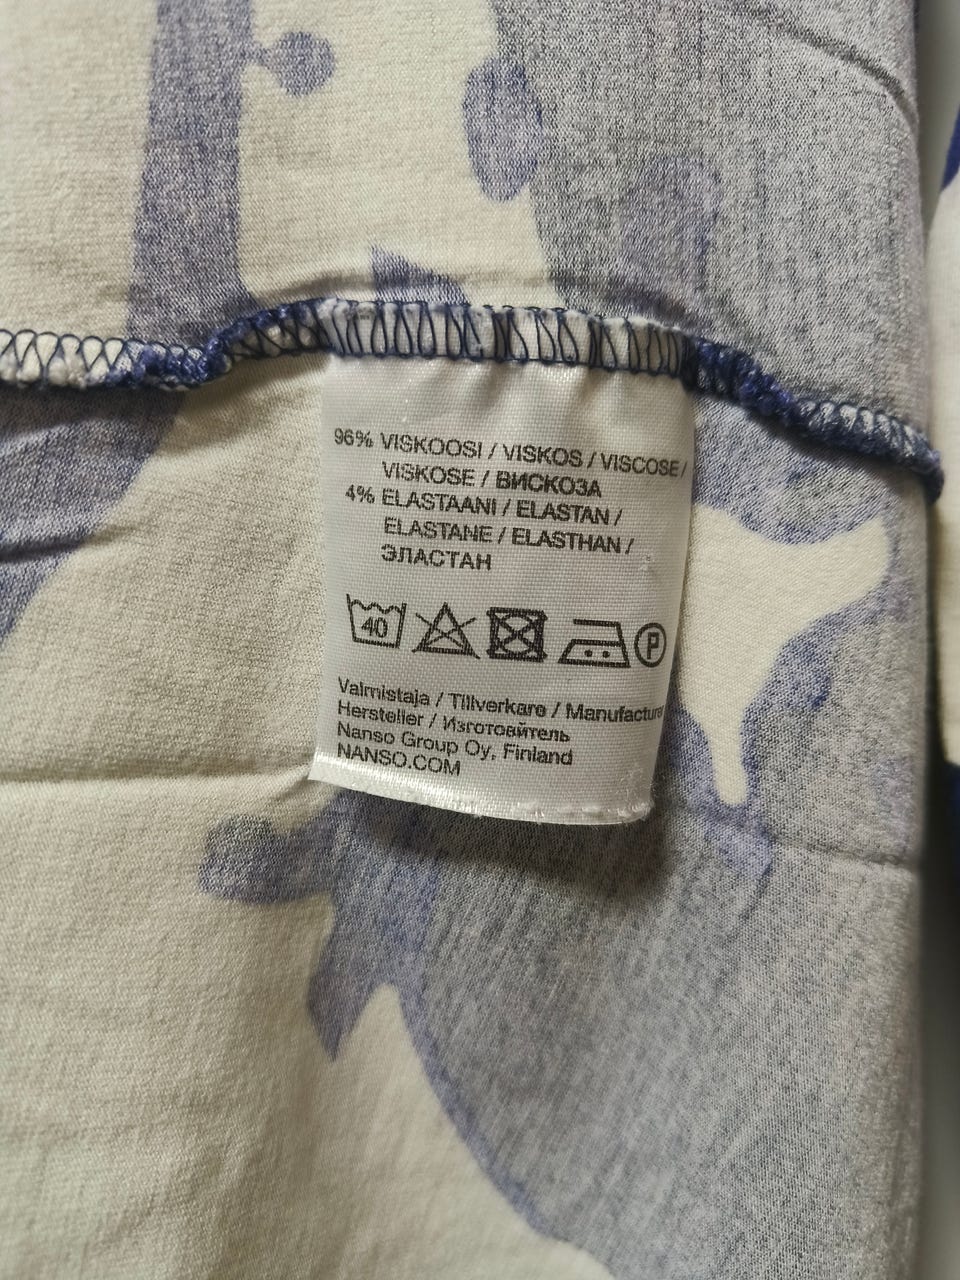 96% VISKOOSI / VISKOS / VISCOSE /
VISKOSE / ВИСКОЗА
4% ELASTAANI / ELASTAN /
ELASTANE / ELASTHAN /
ЭЛАСТАН
40 P
Valmistaja / Tillverkare / Manufacturer
Hersteller / Изготовйтель
Nanso Group Oy, Finland
NANSO.COM